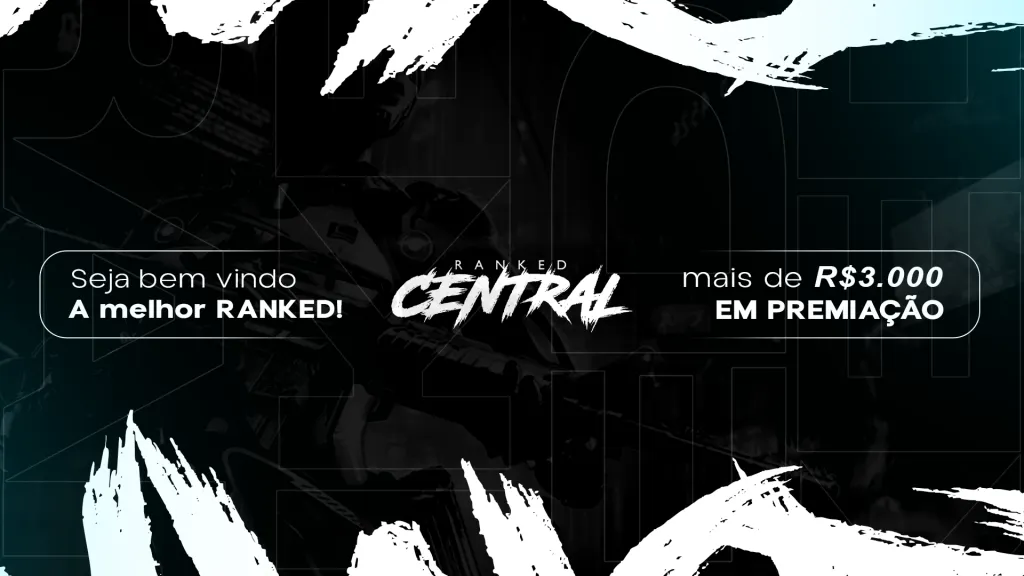 Seja bem vindo
A melhor RANKED!
RANKED
CENTRAL
mais de R$3.000
EM PREMIAÇÃO